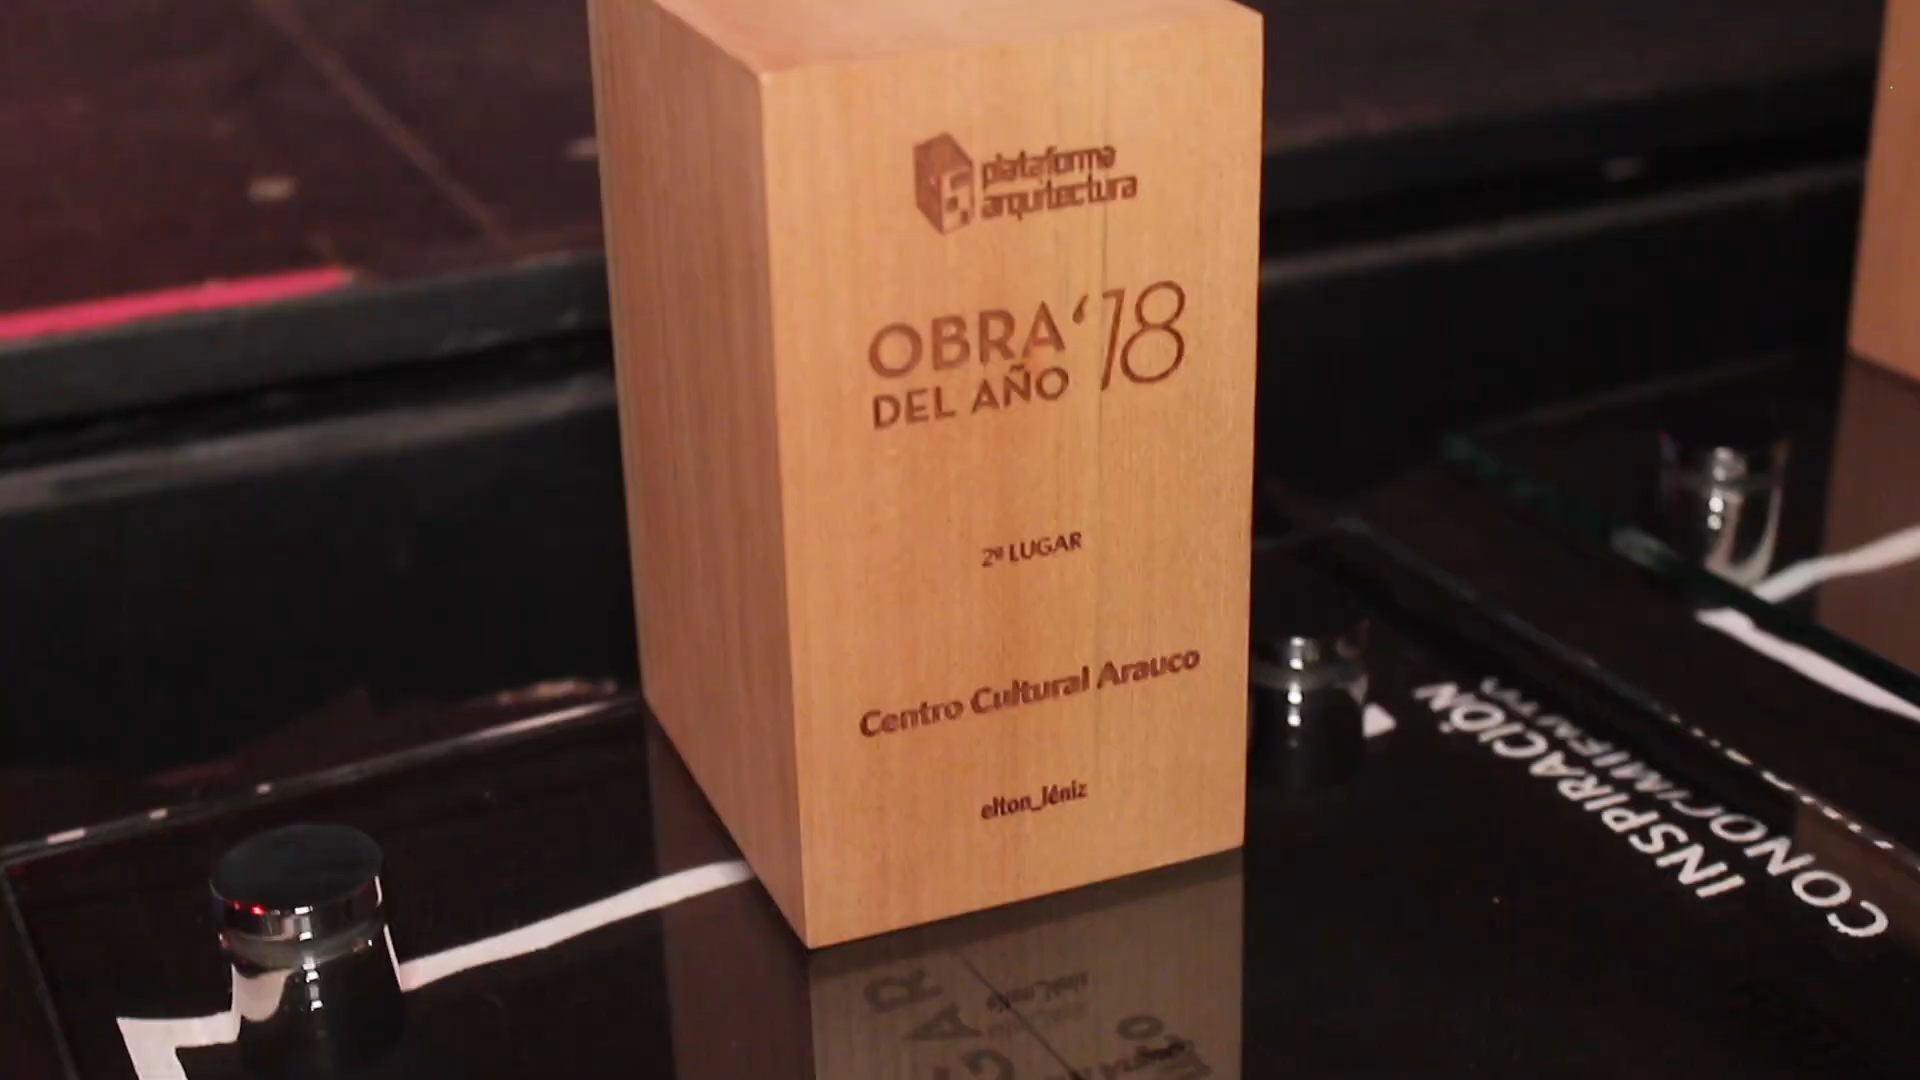 plataforma
arquitectura
OBRA
DEL AÑO
‘18
2º LUGAR
Centro Cultural Arauco
elton_léniz
INSPIRACIÓN
CONOCIMIENTO